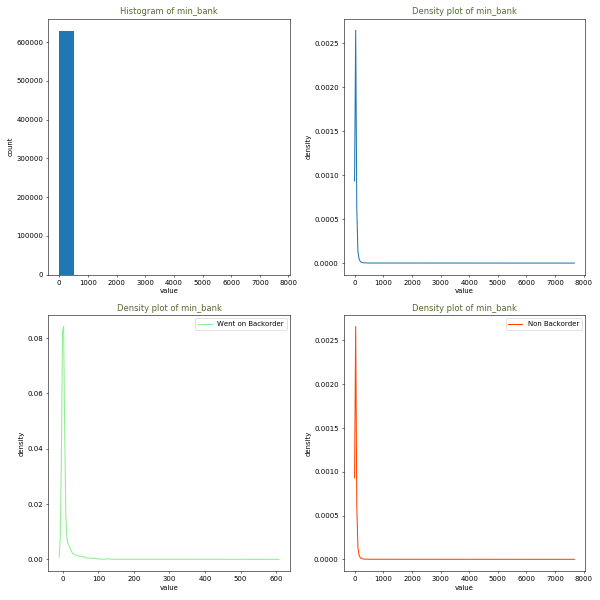 Histogram of min_bank
600000
500000
400000
300000
200000
100000
0
count
0 1000 2000 3000 4000 5000 6000 7000 8000
value
Density plot of min_bank
0.0025
0.0020
0.0015
0.0010
0.0005
0.0000
density
0 1000 2000 3000 4000 5000 6000 7000 8000
value
Density plot of min_bank
Went on Backorder
0.08
0.06
0.04
0.02
0.00
density
0 100 200 300 400 500 600
value
Density plot of min_bank
Non Backorder
0.0025
0.0020
0.0015
0.0010
0.0005
0.0000
density
0 1000 2000 3000 4000 5000 6000 7000 8000
value